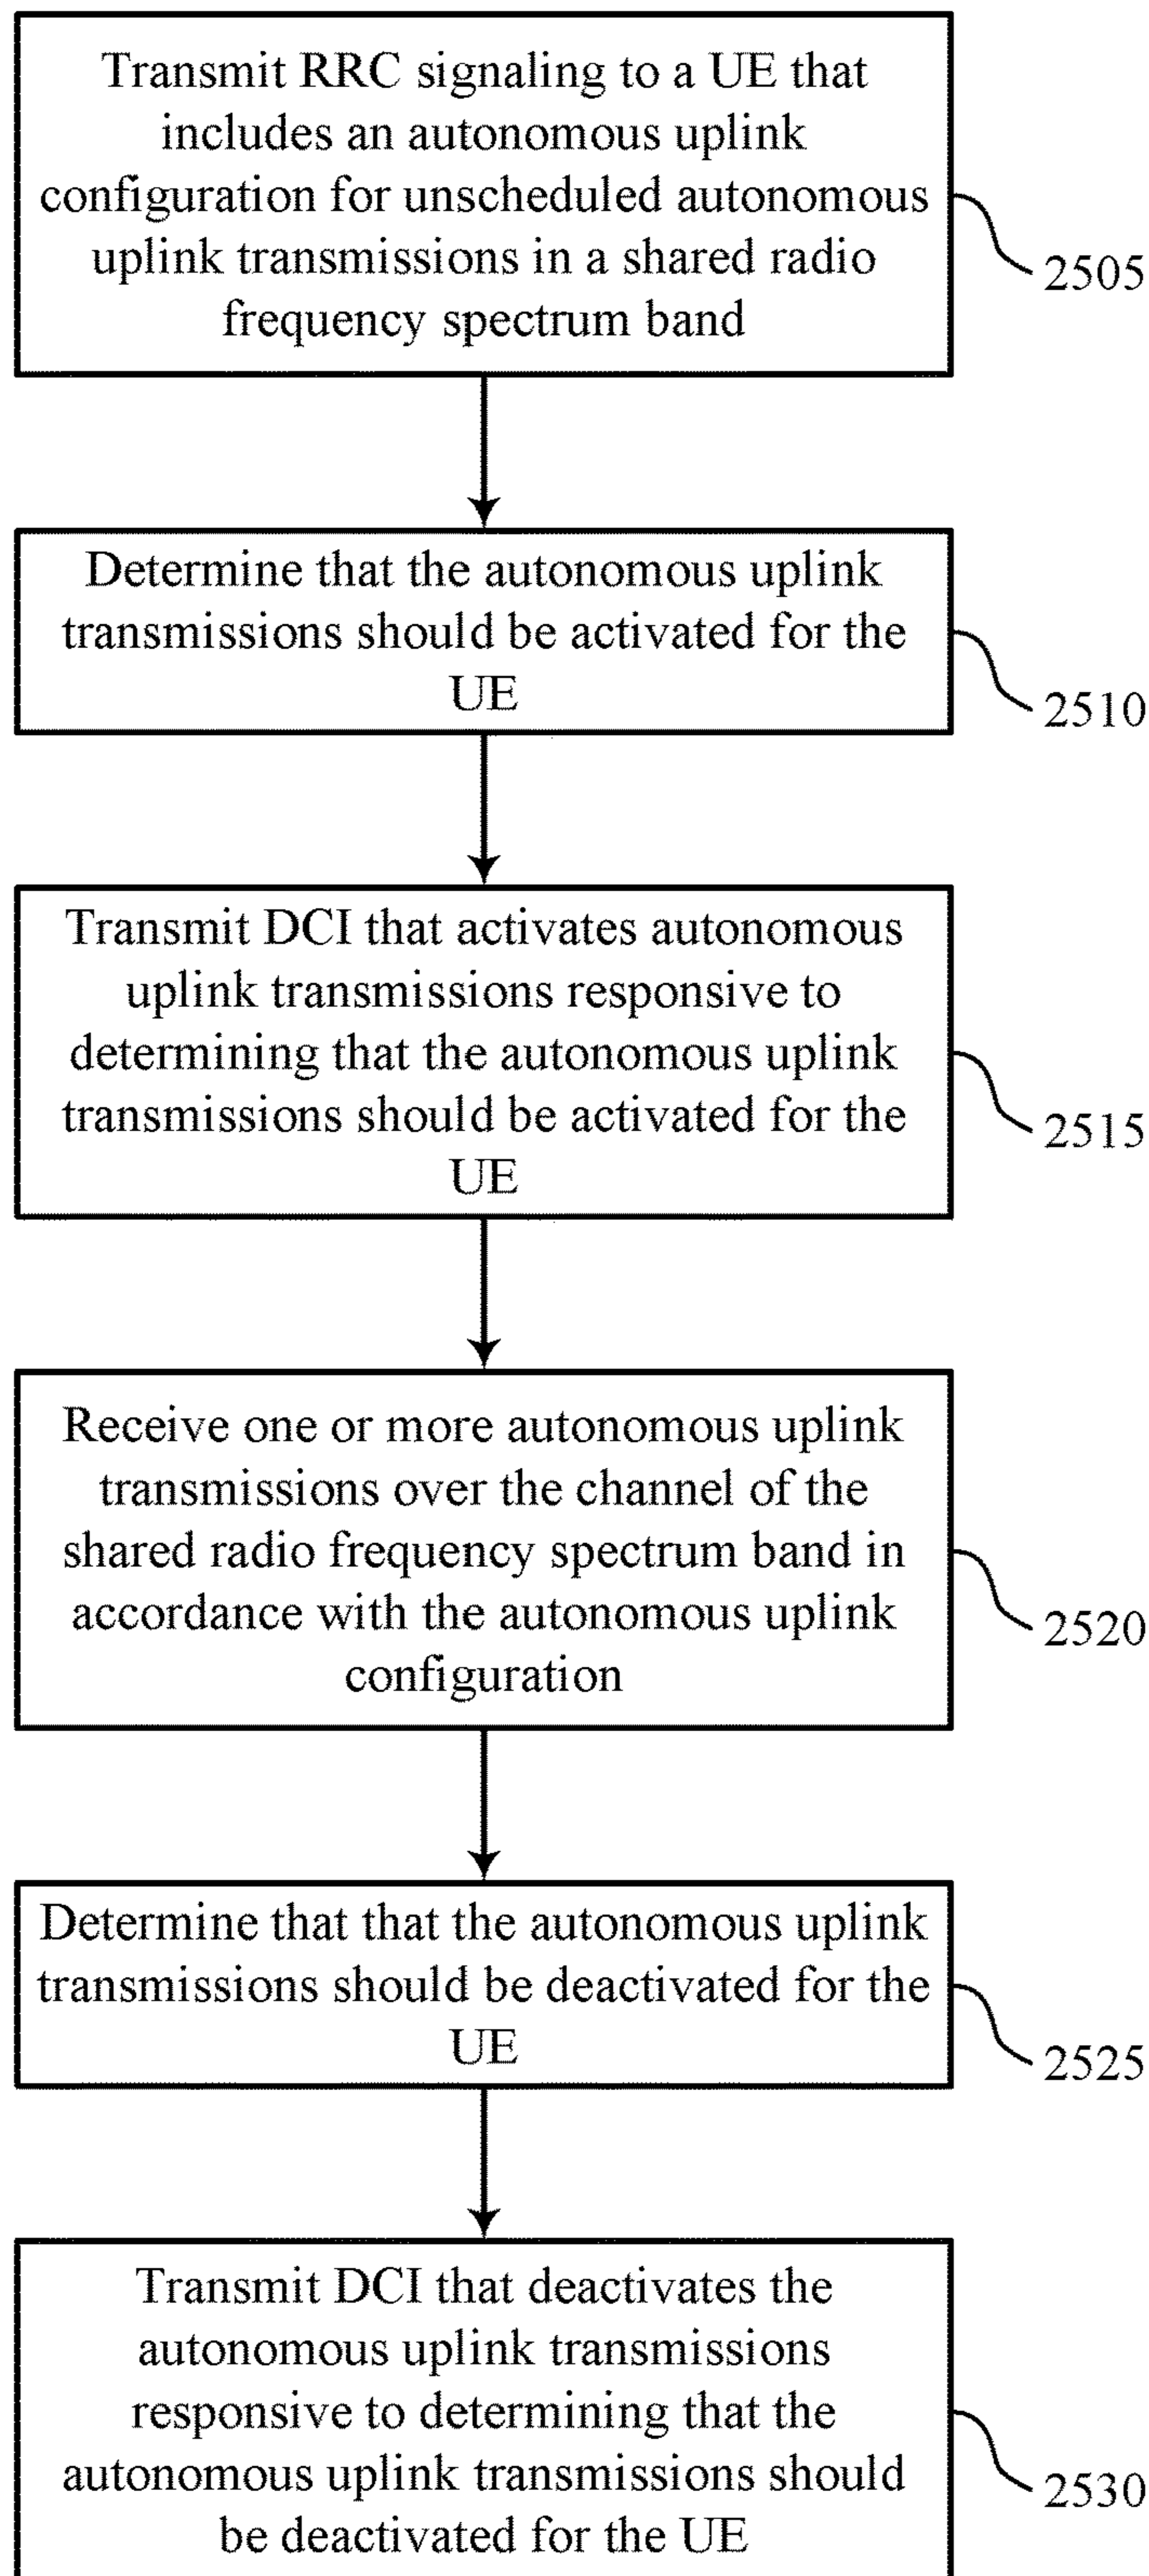 Transmit RRC signaling to a UE that
includes an autonomous uplink
configuration for unscheduled autonomous
uplink transmissions in a shared radio
frequency spectrum band
2505
Determine that the autonomous uplink
transmissions should be activated for the
UE
2510
Transmit DCI that activates autonomous
uplink transmissions responsive to
determining that the autonomous uplink
transmissions should be activated for the
UE
2515
Receive one or more autonomous uplink
transmissions over the channel of the
shared radio frequency spectrum band in
accordance with the autonomous uplink
configuration
2520
Determine that that the autonomous uplink
transmissions should be deactivated for the
UE
2525
Transmit DCI that deactivates the
autonomous uplink transmissions
responsive to determining that the
autonomous uplink transmissions should
be deactivated for the UE
2530